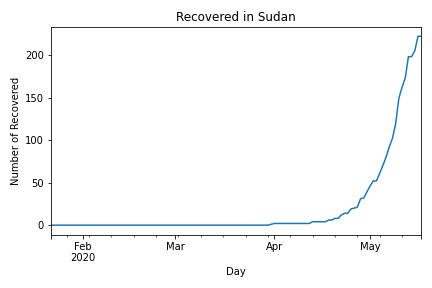 Recovered in Sudan
Number of Recovered
200
150
100
50
0
Feb
2020
Mar
Apr
May
Day